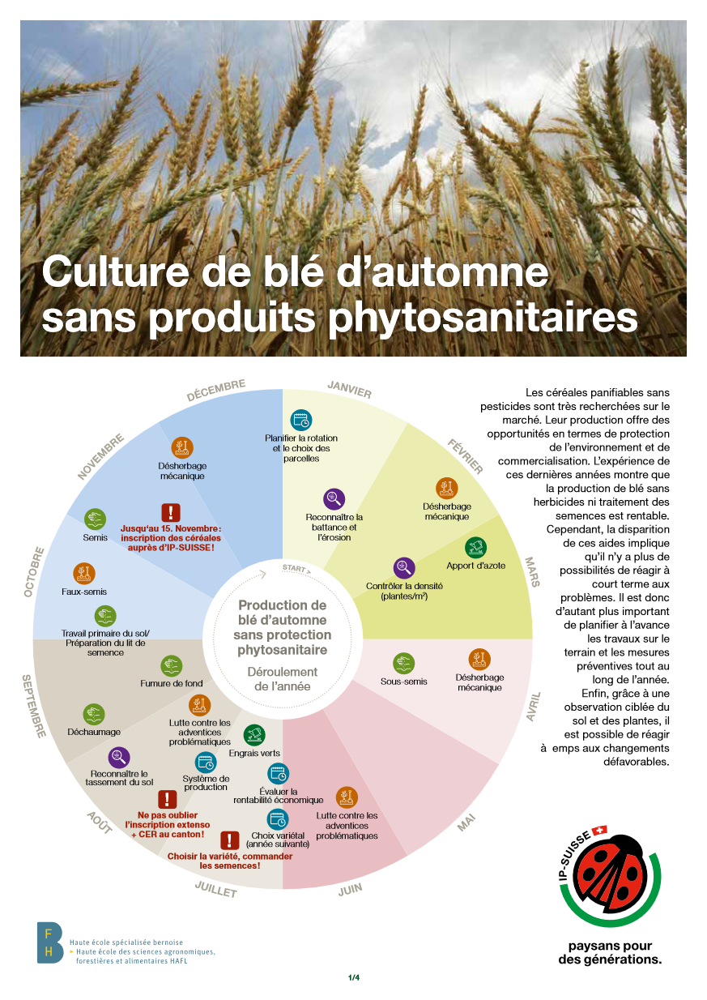 Culture de blé d'automne
sans produits phytosanitaires
DÉCEMBRE
JANVIER
NOVEMBRE
FÉVRIER
OCTOBRE
MARS
SEPTEMBRE
AVRIL
AOÛT
MAI
JUILLET
JUIN
Planifier la rotation
et le choix des
parcelles
Désherbage
mécanique
Reconnaître la
battance et
l'érosion
Désherbage
mécanique
Semis
Jusqu'au 15. Novembre:
inscription des céréales
auprès d'IP-SUISSE!
Apport d'azote
Contrôler la densité
(plantes/m²)
Faux-semis
START >
Production de
blé d'automne
sans protection
phytosanitaire
Déroulement
de l'année
Travail primaire du sol/
Préparation du lit de
semence
Fumure de fond
Sous-semis
Désherbage
mécanique
Déchaumage
Lutte contre les
adventices
problématiques
Engrais verts
Reconnaître le
tassement du sol
Système de
production
Évaluer la
rentabilité économique
Ne pas oublier
l'inscription extenso
+ CER au canton!
Choix variétal
(année suivante)
Lutte contre les
adventices
problématiques
Choisir la variété, commander
les semences!
Les céréales panifiables sans
pesticides sont très recherchées sur le
marché. Leur production offre des
opportunités en termes de protection
de l'environnement et de
commercialisation. L'expérience de
ces dernières années montre que
la production de blé sans
herbicides ni traitement des
semences est rentable.
Cependant, la disparition
de ces aides implique
qu'il n'y a plus de
possibilités de réagir à
court terme aux
problèmes. Il est donc
d'autant plus important
de planifier à l'avance
les travaux sur le
terrain et les mesures
préventives tout au
long de l'année.
Enfin, grâce à une
observation ciblée du
sol et des plantes, il
est possible de réagir
à emps aux changements
défavorables.
IP-SUISSE
paysans pour
des générations.
B
F
H
Haute école spécialisée bernoise
Haute école des sciences agronomiques,
forestières et alimentaires HAFL
1/4